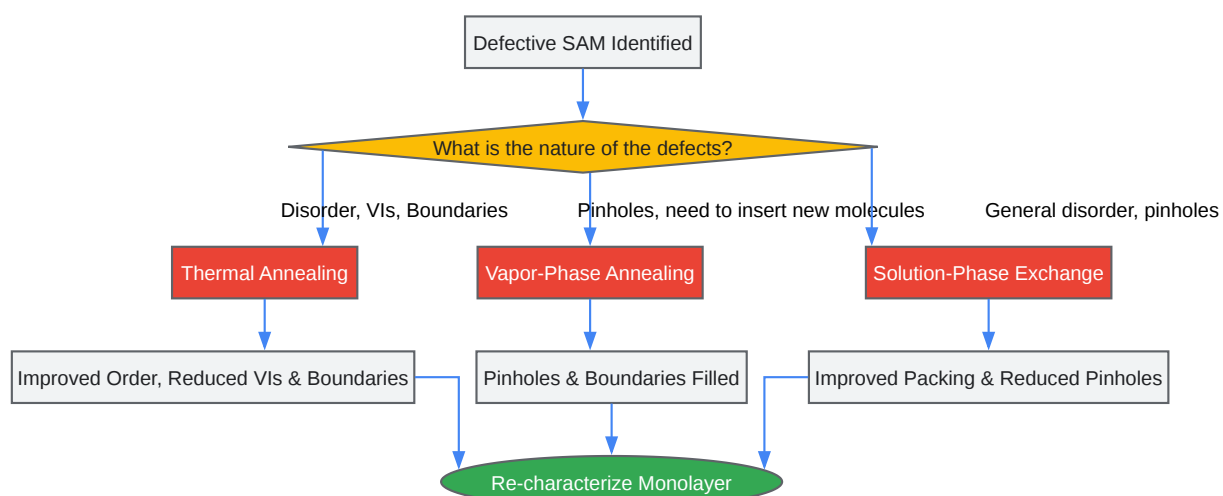 Defective SAM Identified
What is the nature of the defects?
Disorder, VIs, Boundaries
Pinholes, need to insert new molecules
General disorder, pinholes
Thermal Annealing
Vapor-Phase Annealing
Solution-Phase Exchange
Improved Order, Reduced VIs & Boundaries
Pinholes & Boundaries Filled
Improved Packing & Reduced Pinholes
Re-characterize Monolayer